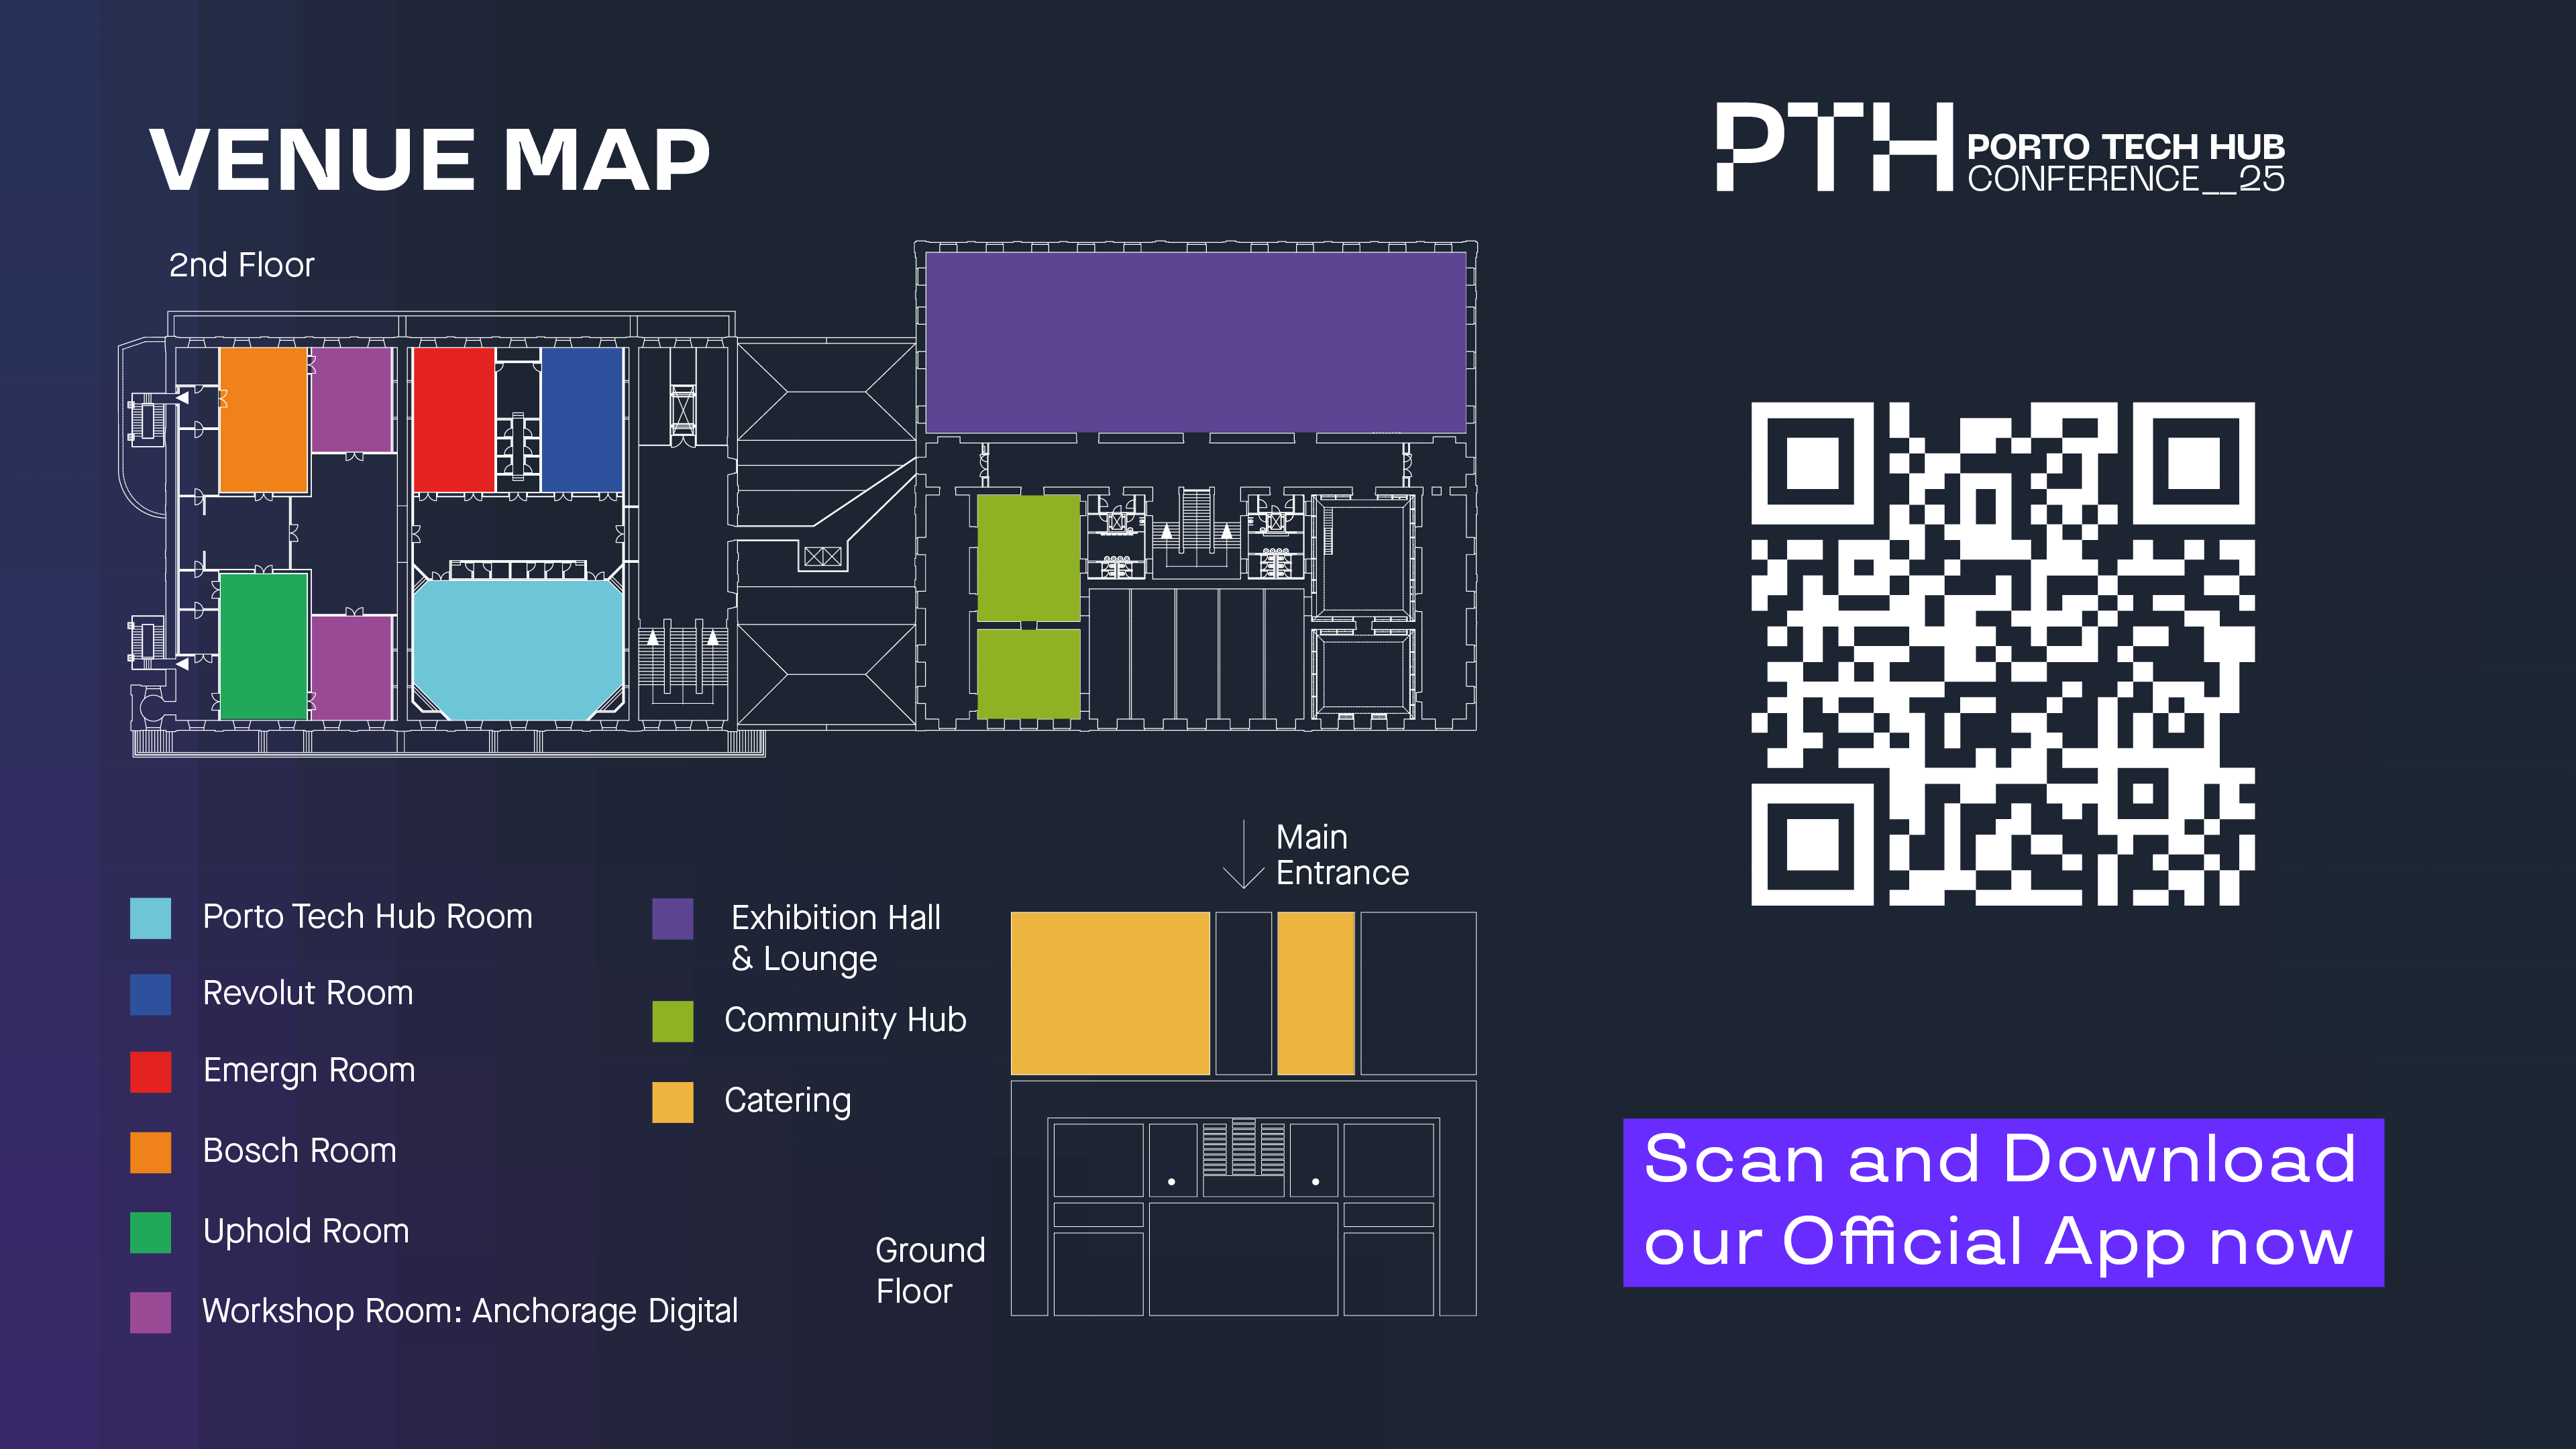 VENUE MAP
2nd Floor
PTH
PORTO TECH HUB
CONFERENCE__25
Main
Entrance
Porto Tech Hub Room
Revolut Room
Emergn Room
Bosch Room
Uphold Room
Workshop Room: Anchorage Digital
Exhibition Hall
& Lounge
Community Hub
Catering
Ground
Floor
Scan and Download
our Official App now